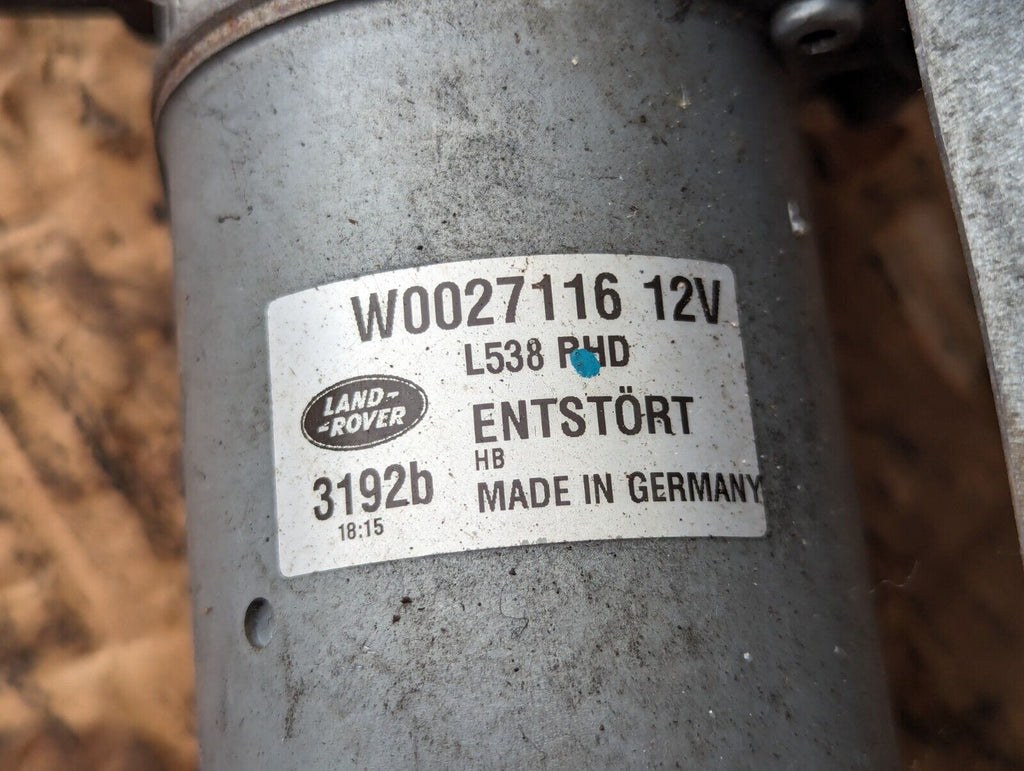 W0027116 12V
L538 RHD
LAND-
-ROVER
ENTSTÖRT
HB
3192b
MADE IN GERMANY
18:15